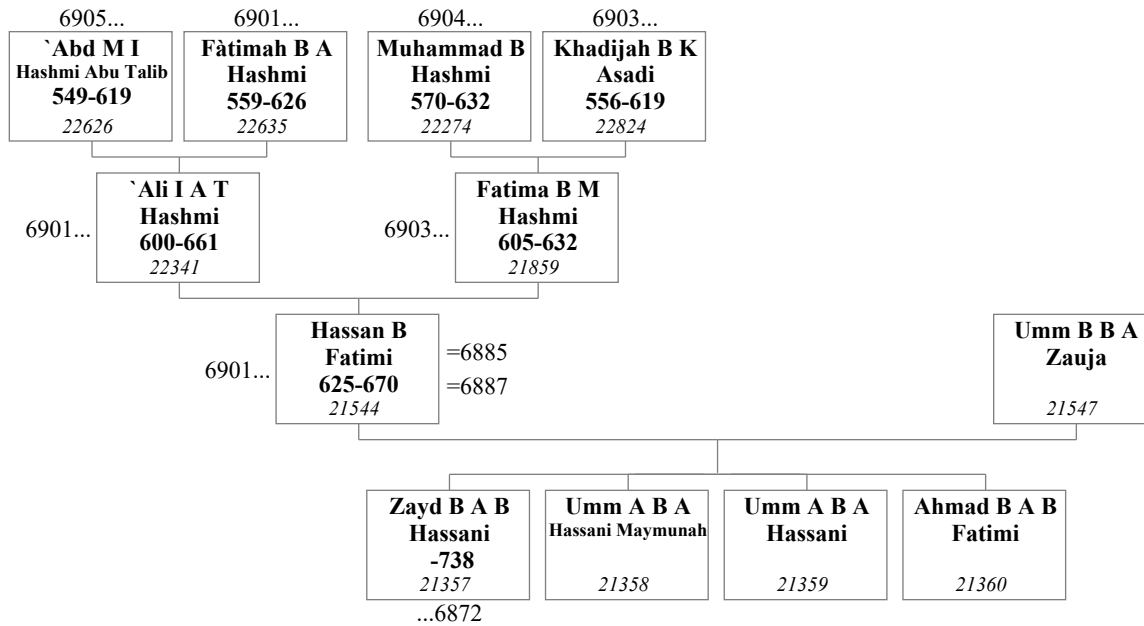 6905...
6901...
6904...
6903...
`Abd M I
Hashmi Abu Talib
549-619
22626
Fàtimah B A
Hashmi
559-626
22635
Muhammad B
Hashmi
570-632
22274
Khadijah B K
Asadi
556-619
22824
6901...
`Ali I A T
Hashmi
600-661
22341
6903...
Fatima B M
Hashmi
605-632
21859
6901...
Hassan B
Fatimi
625-670
21544
=6885
=6887
Umm B B A
Zauja
21547
Zayd B A B
Hassani
-738
21357
...6872
Umm A B A
Hassani Maymunah
21358
Umm A B A
Hassani
21359
Ahmad B A B
Fatimi
21360